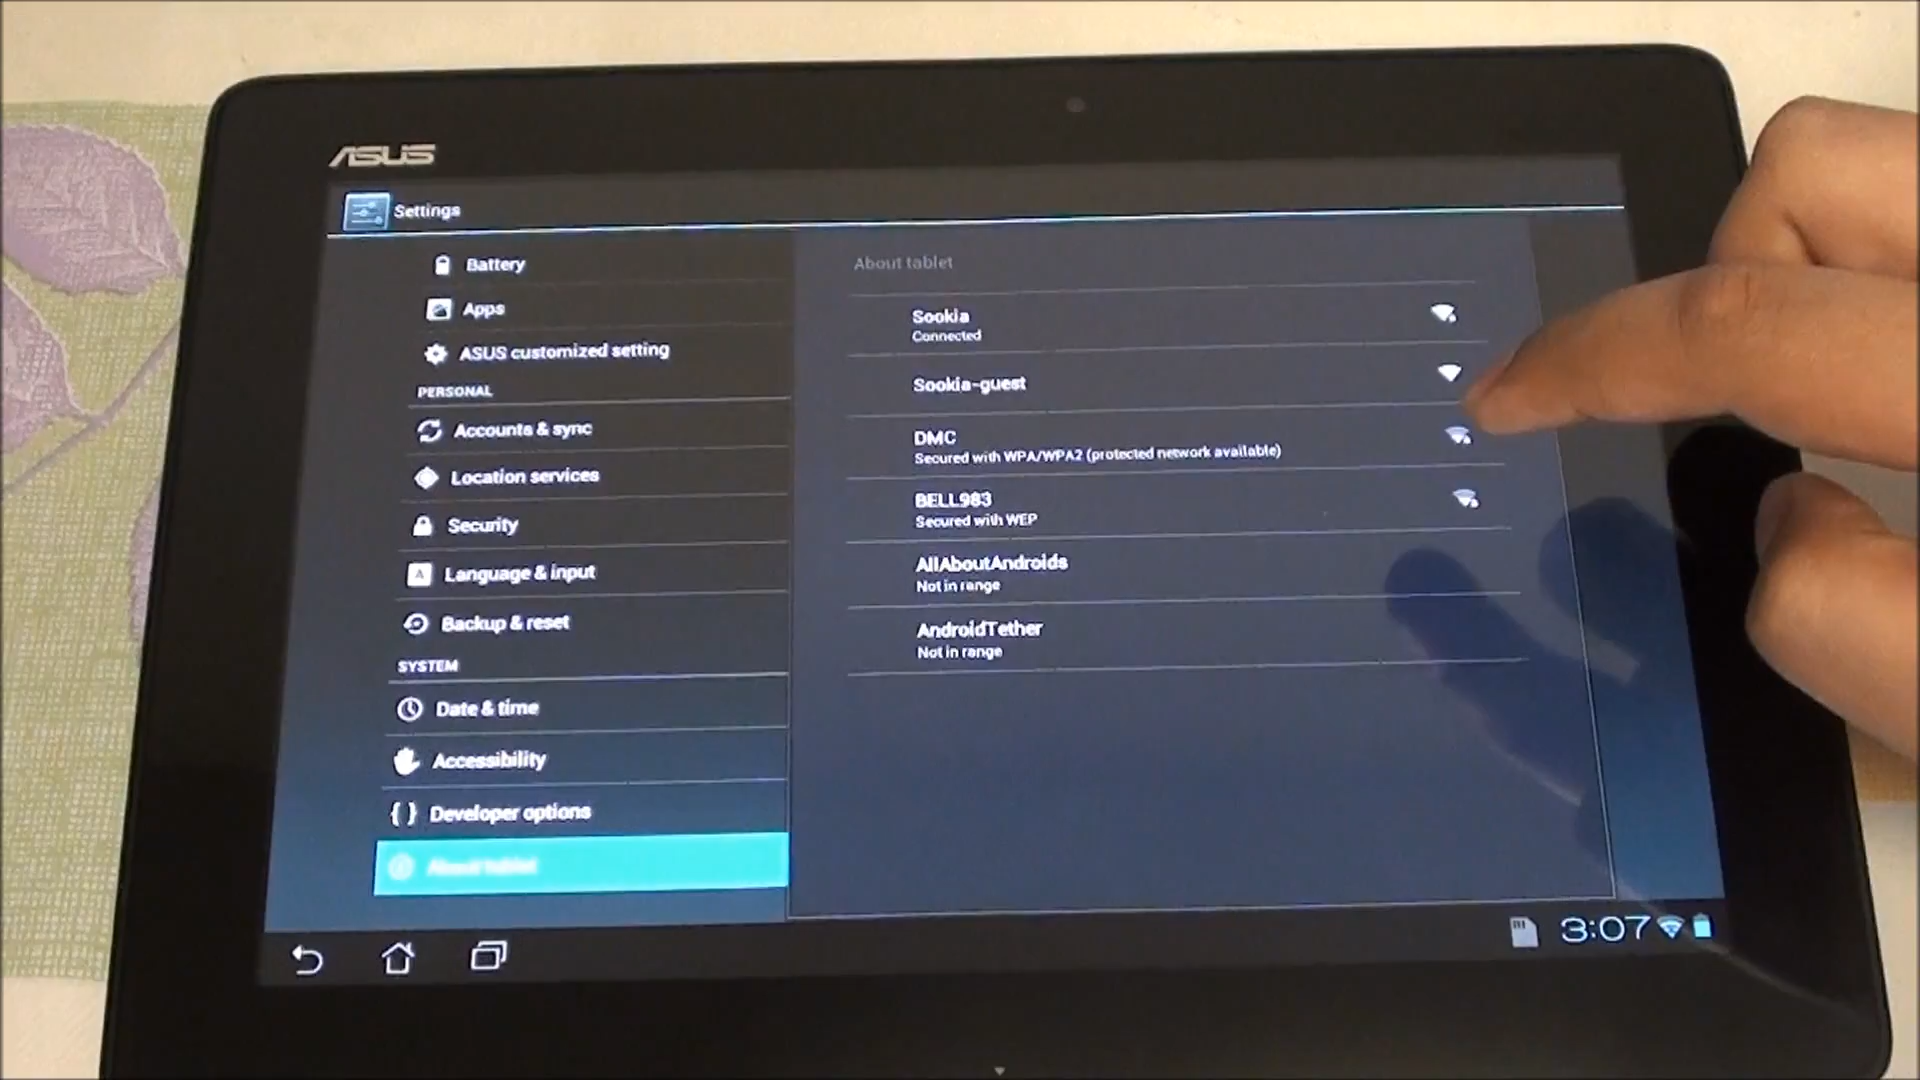 ASUS
Settings
Battery
Apps
ASUS customized setting
PERSONAL
Accounts & sync
Location services
Security
A
Language & input
Backup & reset
SYSTEM
Date & time
Accessibility
{ } Developer options
About tablet
About tablet
Sookia
Connected
Sookia-guest
DMC
Secured with WPA/WPA2 (protected network available)
BELL983
Secured with WEP
AllAboutAndroids
Not in range
AndroidTether
Not in range
3:07